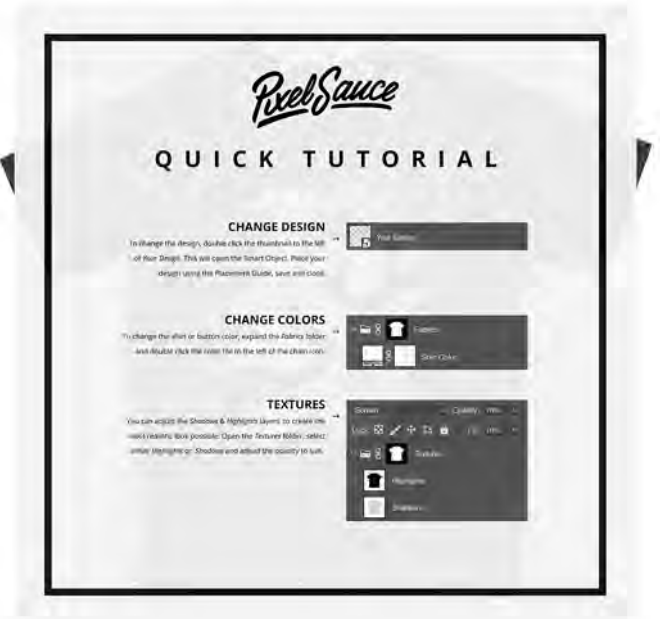 PixelSauce
QUICK TUTORIAL
CHANGE DESIGN
To change the design, double click the thumbnail to the left
of Your Design. This will open the Smart Object. Place your
design using the Placement Guide, save and close.
Your Design
CHANGE COLORS
To change the shirt or button color, expand the Fabrics folder
and double click the color tile to the left of the chain icon.
Fabrics
Shirt Color
TEXTURES
You can adjust the Shadows & Highlights layers, to create the
most realistic look possible. Open the Textures folder, select
either Highlights or Shadows and adjust the opacity to suit.
Screen
Opacity:
Lock:
Textures
Highlights
Shadows